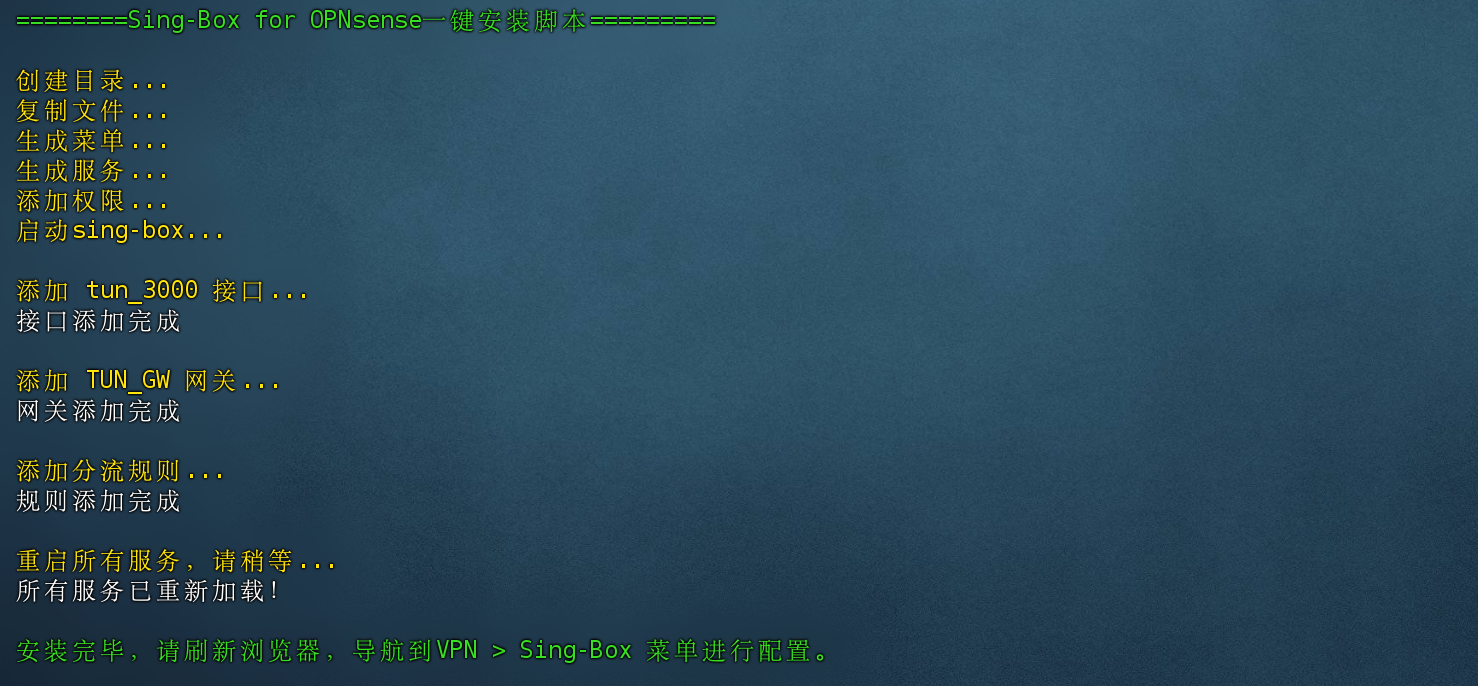 ========Sing-Box for OPNsense一键安装脚本=========
创建目录...
复制文件...
生成菜单...
生成服务...
添加权限...
启动sing-box...
添加 tun_3000 接口...
接口添加完成
添加 TUN_GW 网关...
网关添加完成
添加分流规则...
规则添加完成
重启所有服务，请稍等...
所有服务已重新加载！
安装完毕，请刷新浏览器，导航到VPN > Sing-Box 菜单进行配置。